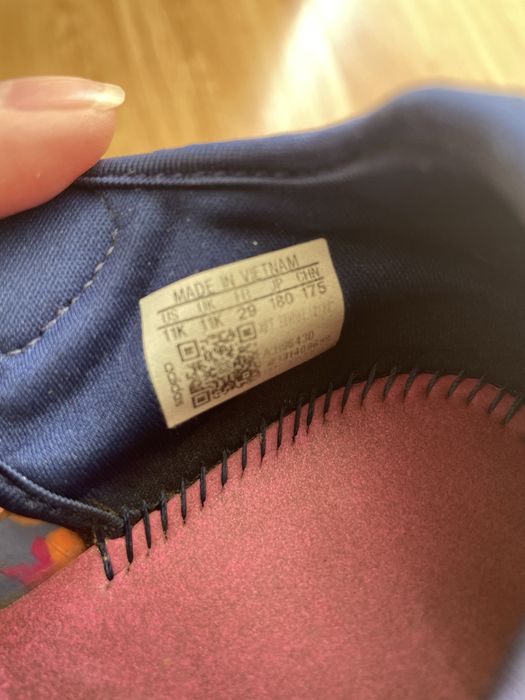 MADE IN VIETNAM
US UK FR JP CHN
11K 11K 29 180 175
adidas